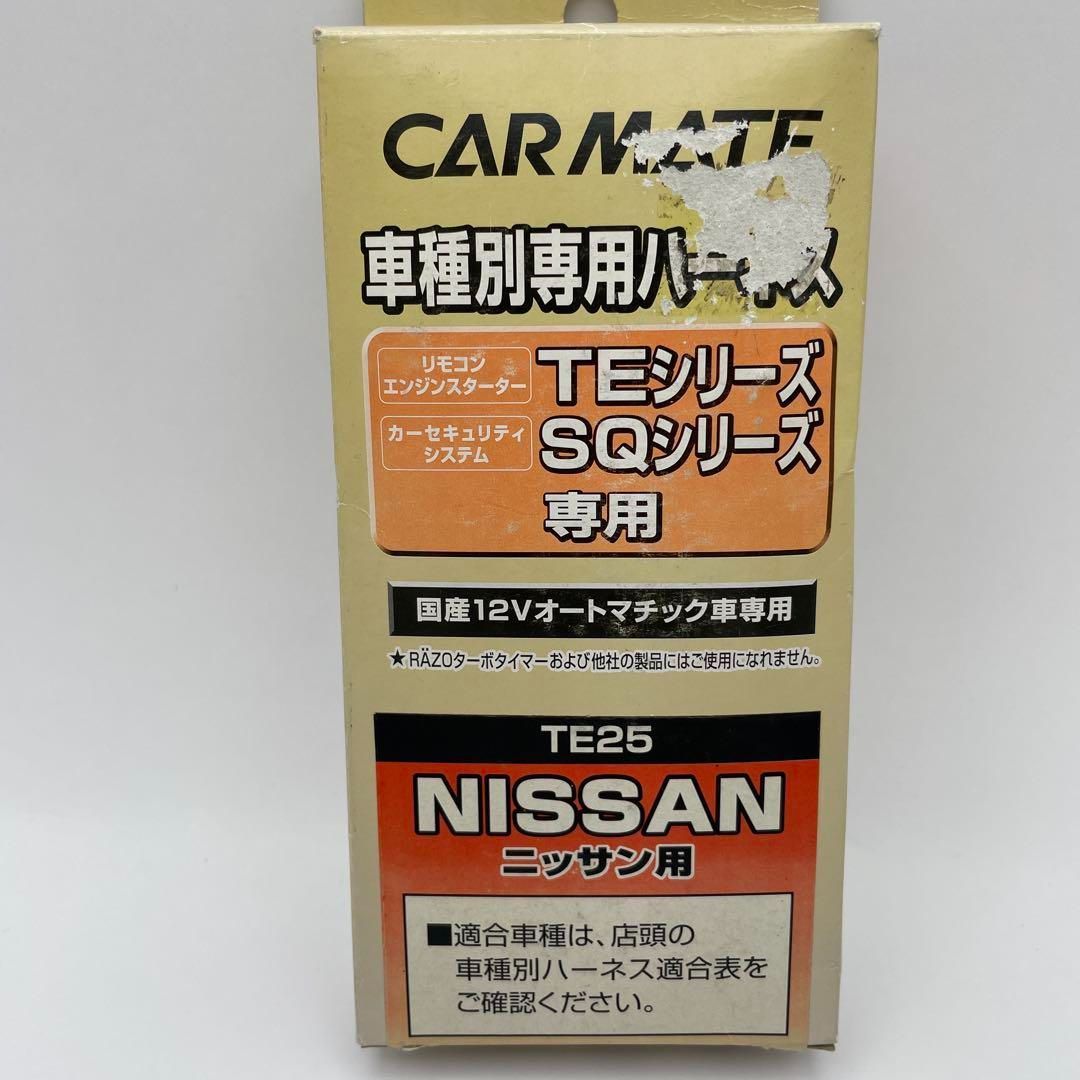 CARMATE
車種別専用ハーネス
リモコン
エンジンスターター
TEシリーズ
カーセキュリティ
システム
SQシリーズ
専用
国産12Vオートマチック車専用
★RÄZOターボタイマーおよび他社の製品にはご使用になれません。
TE25
NISSAN
ニッサン用
■適合車種は、店頭の
車種別ハーネス適合表を
ご確認ください。